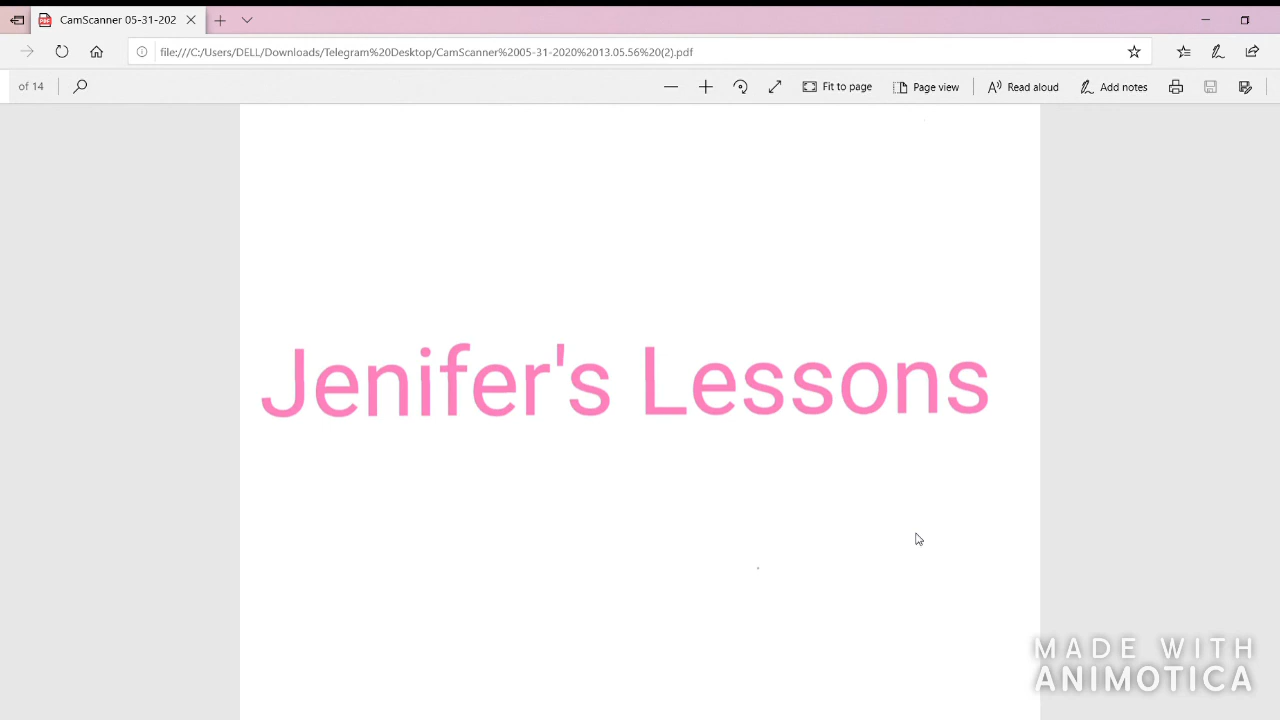 CamScanner 05-31-202
file:///C:/Users/DELL/Downloads/Telegram%20Desktop/CamScanner%2005-31-2020%2013.05.56%20(2).pdf
of 14 Fit to page Page view Read aloud Add notes
Jenifer's Lessons
MADE WITH
ANIMOTICA